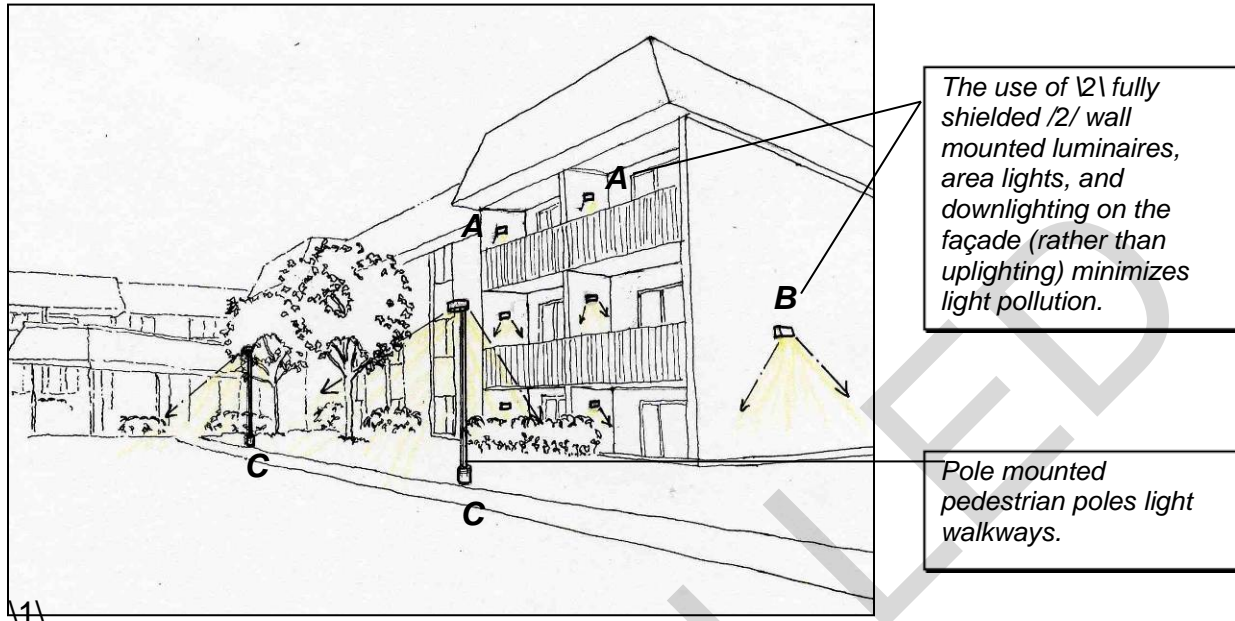 A
A
B
C
C
The use of \2\ fully
shielded /2/ wall
mounted luminaires,
area lights, and
downlighting on the
façade (rather than
uplighting) minimizes
light pollution.
Pole mounted
pedestrian poles light
walkways.
\1\